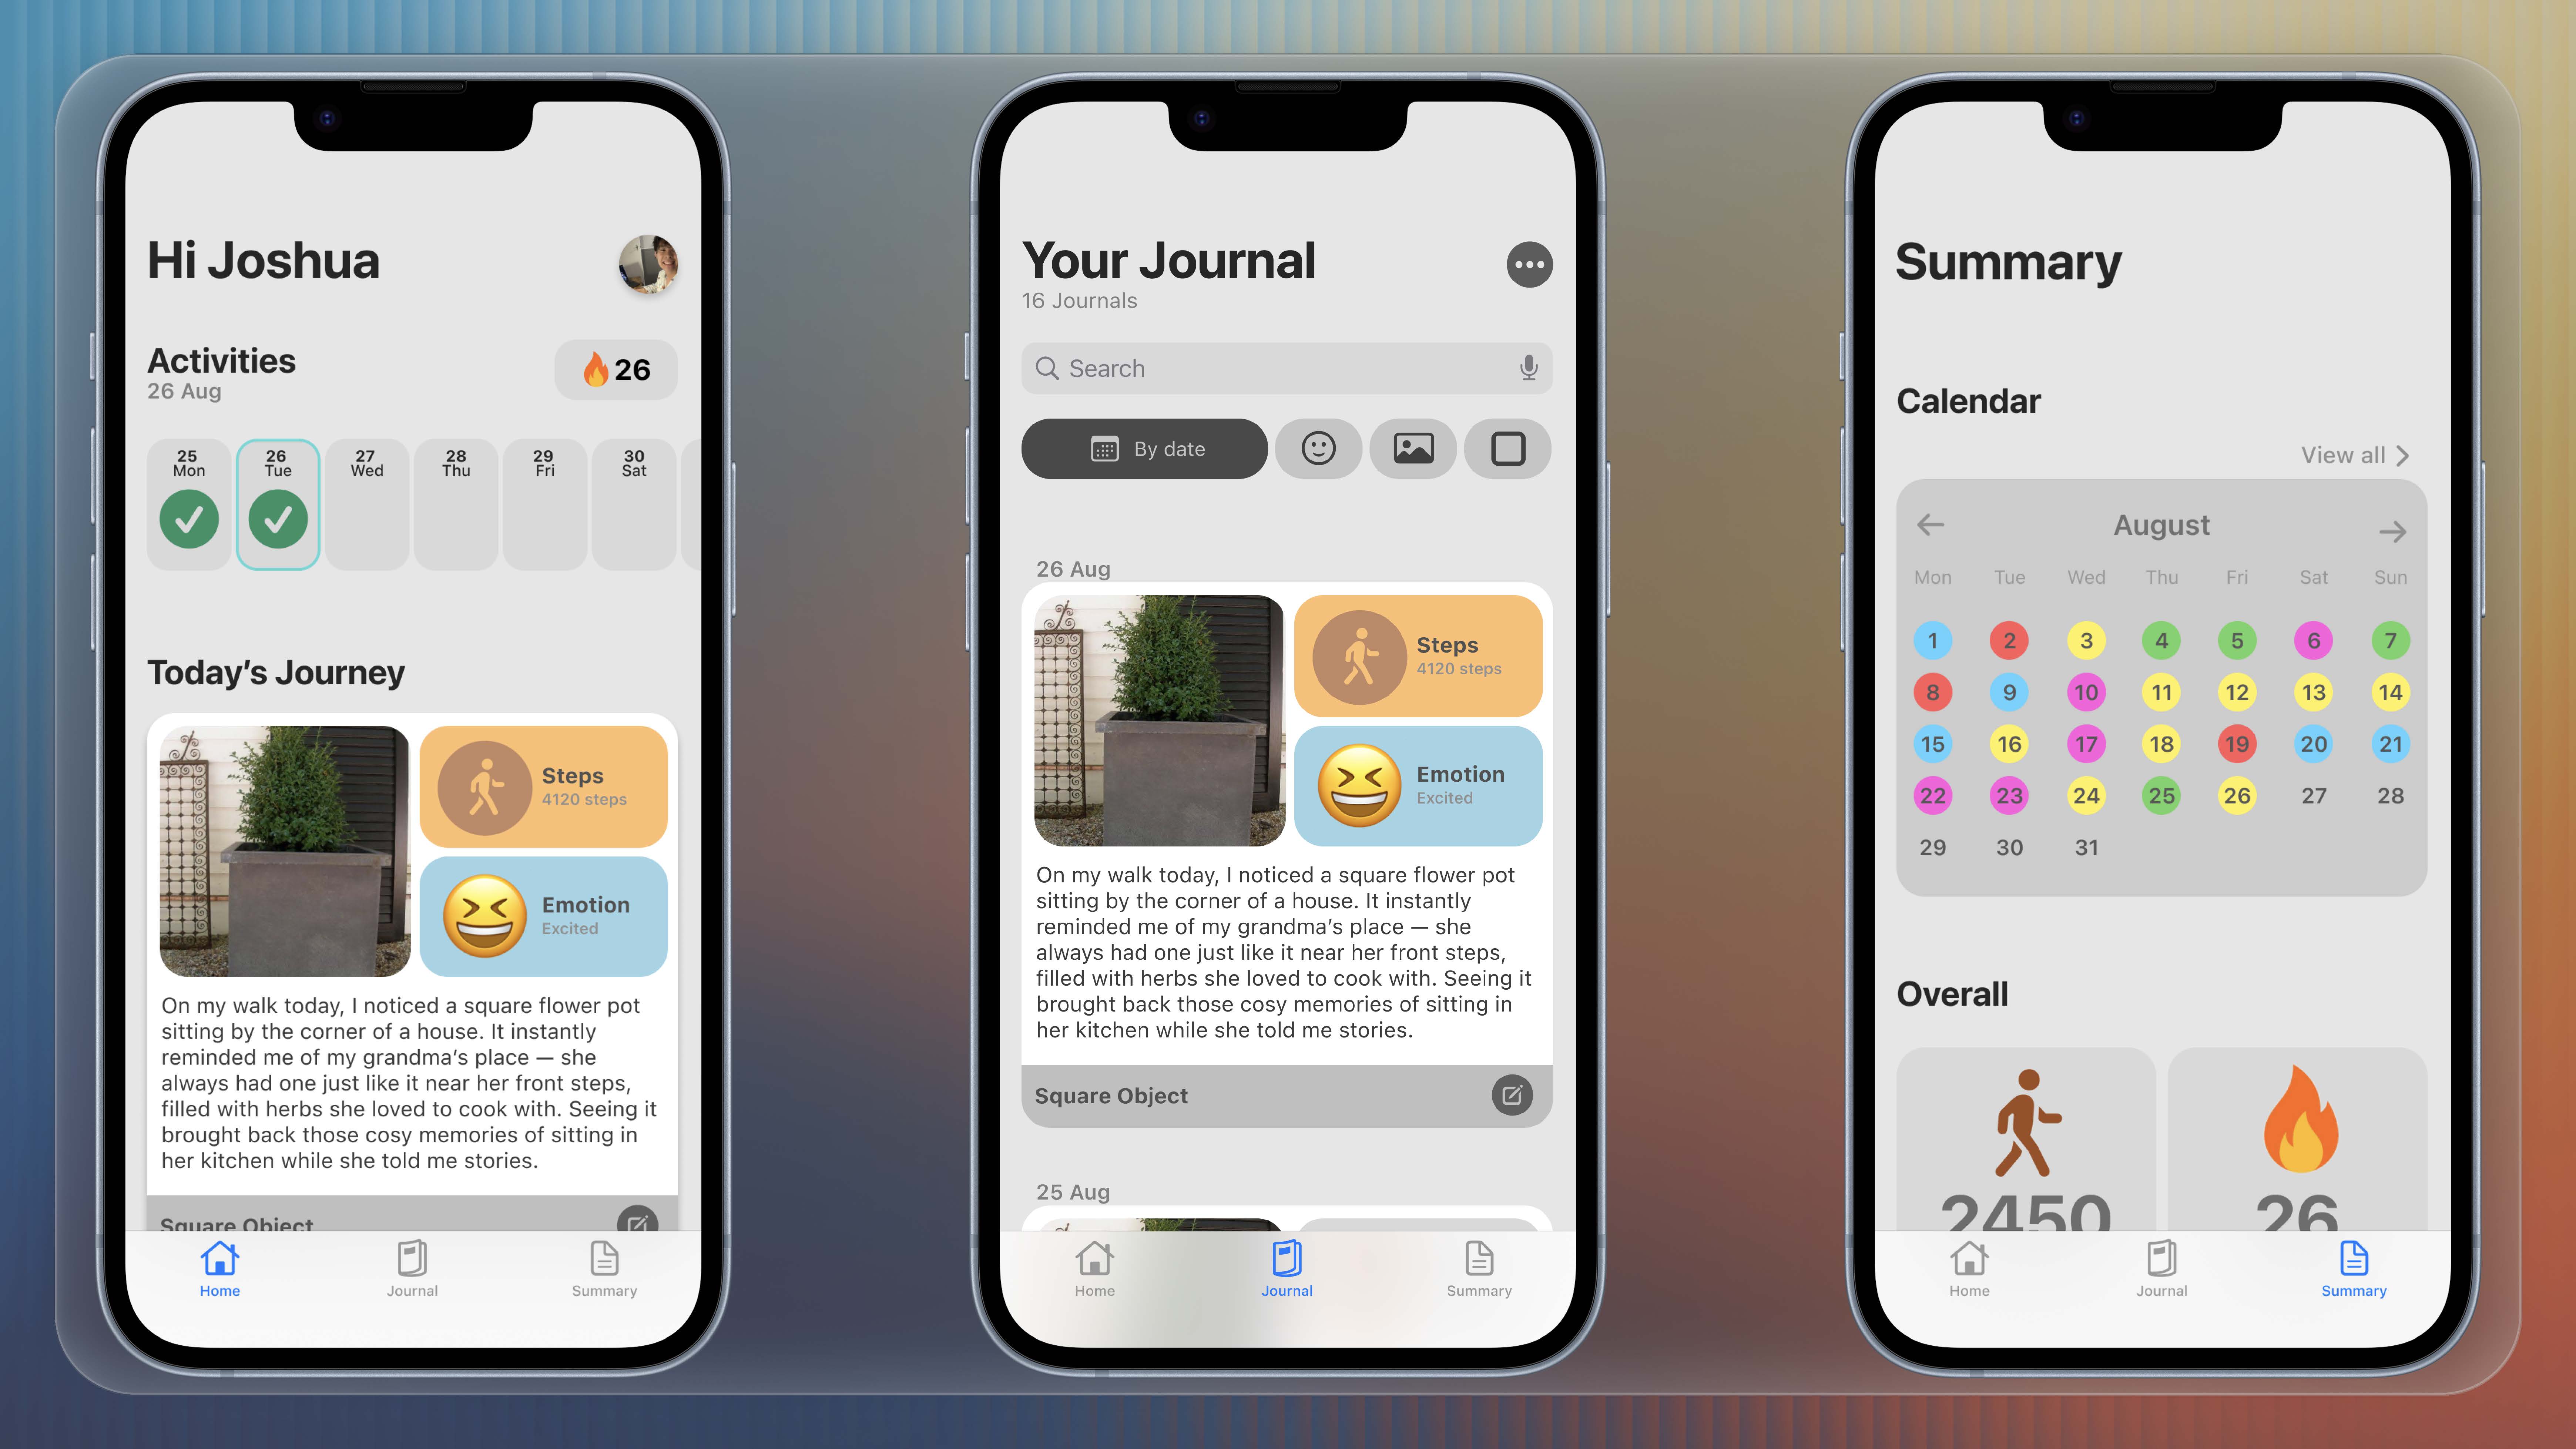 Hi Joshua
Activities
26 Aug
26
25
Mon
26
Tue
27
Wed
28
Thu
29
Fri
30
Sat
Today's Journey
Steps
4120 steps
Emotion
Excited
On my walk today, I noticed a square flower pot
sitting by the corner of a house. It instantly
reminded me of my grandma's place — she
always had one just like it near her front steps,
filled with herbs she loved to cook with. Seeing it
brought back those cosy memories of sitting in
her kitchen while she told me stories.
Square Object
Home Journal Summary
Your Journal
16 Journals
Search
By date
26 Aug
Steps
4120 steps
Emotion
Excited
On my walk today, I noticed a square flower pot
sitting by the corner of a house. It instantly
reminded me of my grandma's place — she
always had one just like it near her front steps,
filled with herbs she loved to cook with. Seeing it
brought back those cosy memories of sitting in
her kitchen while she told me stories.
Square Object
25 Aug
Home Journal Summary
Summary
Calendar
View all
August
Mon Tue Wed Thu Fri Sat Sun
1 2 3 4 5 6 7
8 9 10 11 12 13 14
15 16 17 18 19 20 21
22 23 24 25 26 27 28
29 30 31
Overall
2450 26
Home Journal Summary